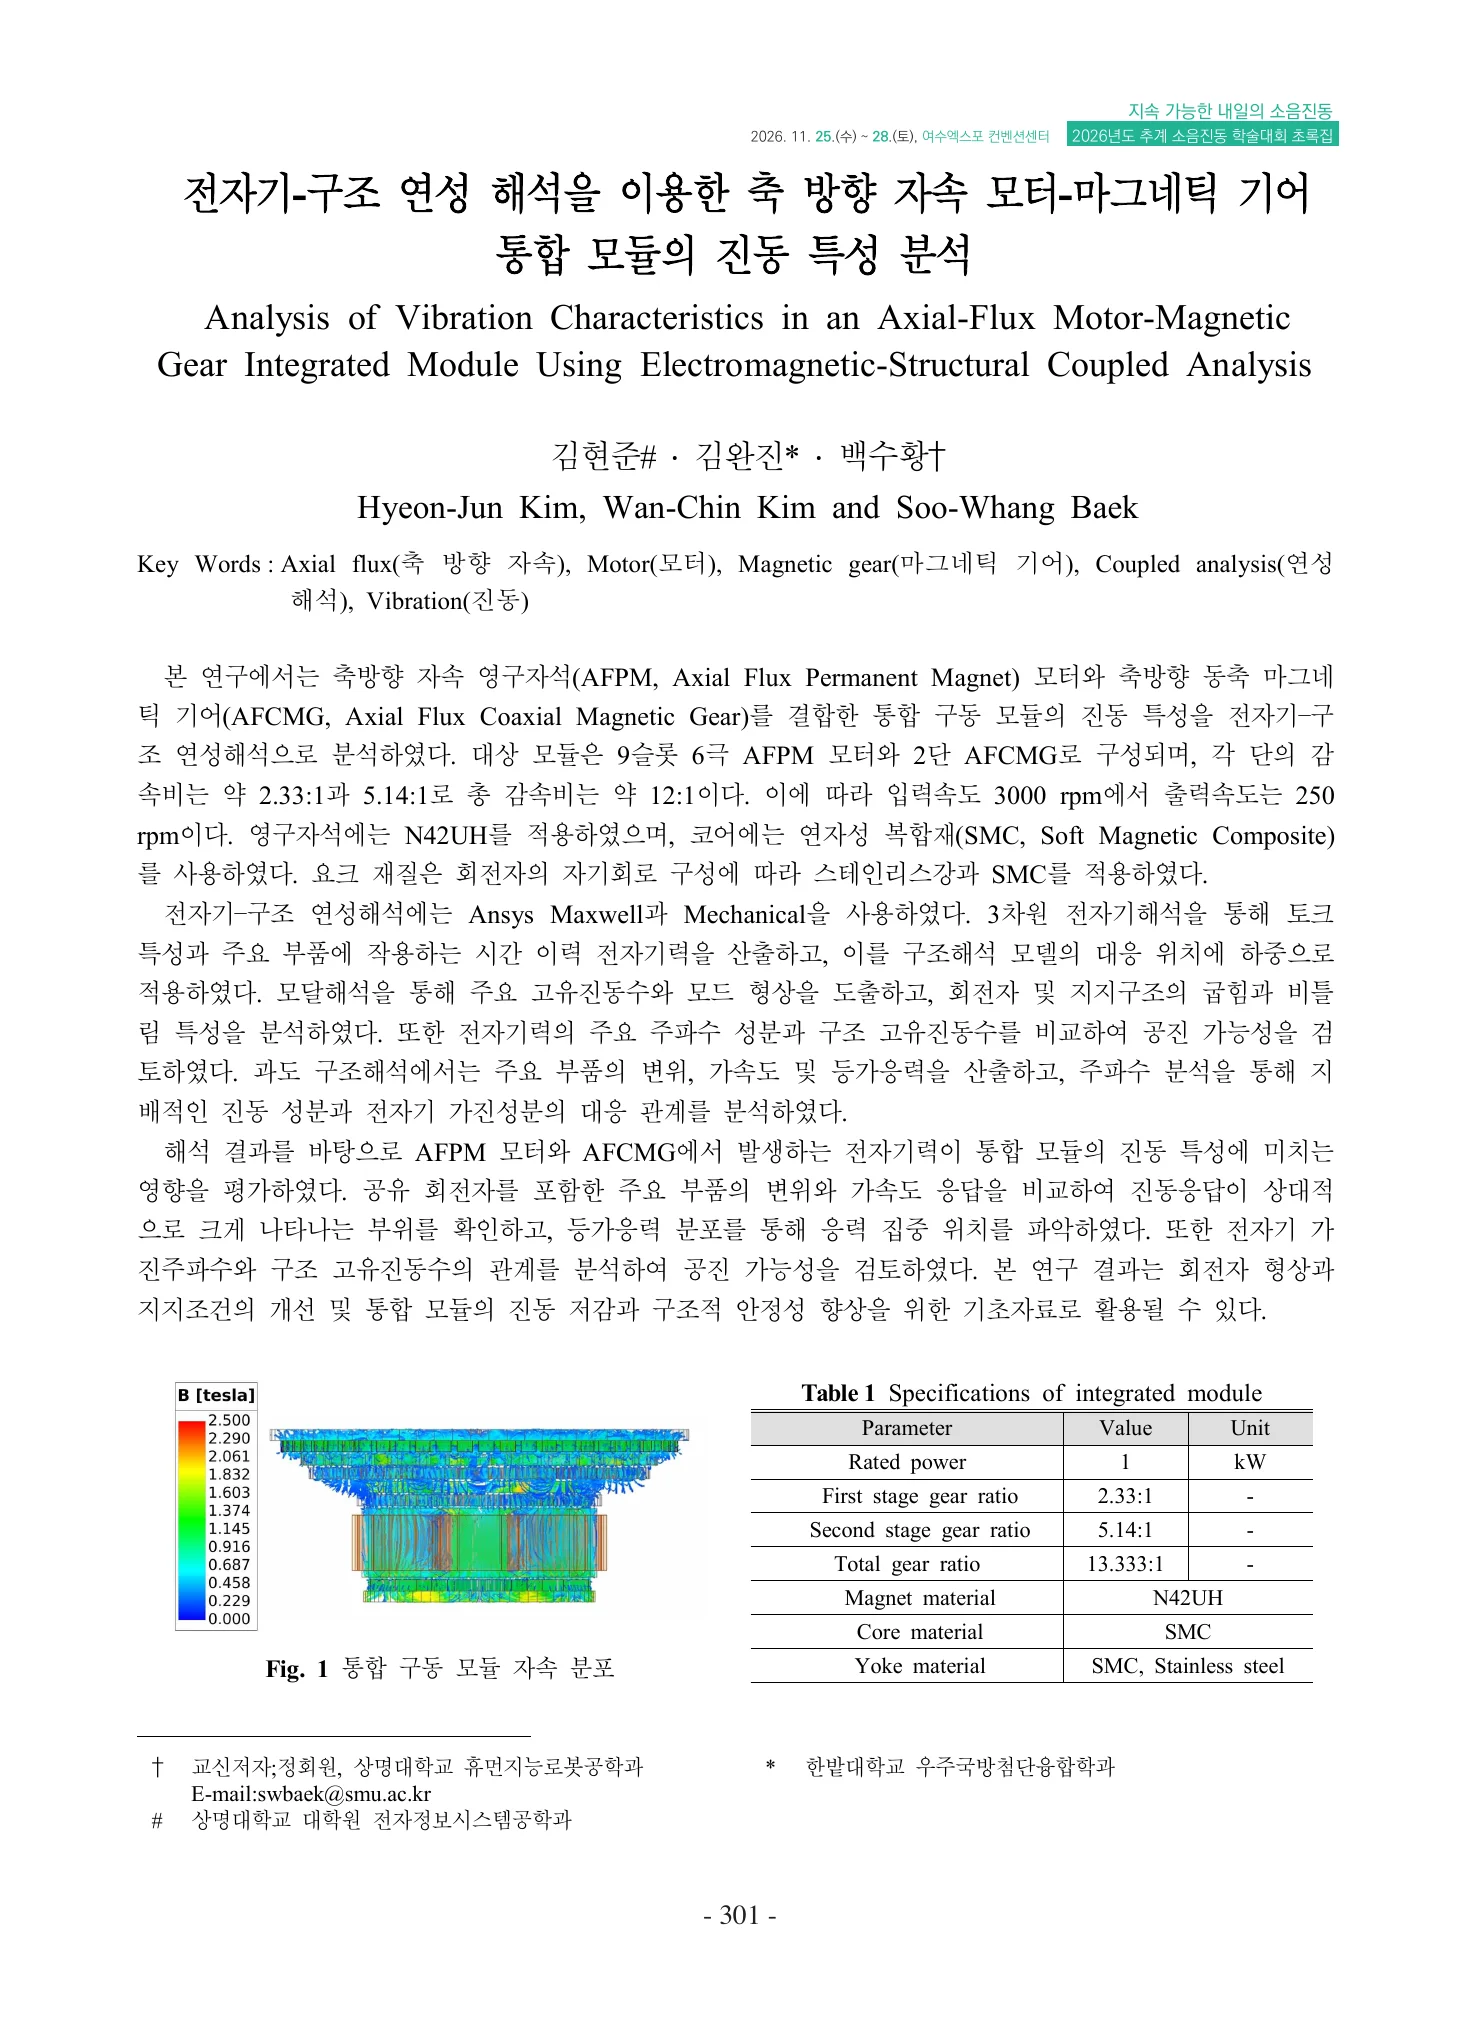 지속 가능한 내일의 소음진동
2026. 11. 25.(수) ~ 28.(토), 여수엑스포 컨벤션센터 2026년도 추계 소음진동 학술대회 초록집
전자기-구조 연성 해석을 이용한 축 방향 자속 모터-마그네틱 기어
통합 모듈의 진동 특성 분석
Analysis of Vibration Characteristics in an Axial-Flux Motor-Magnetic
Gear Integrated Module Using Electromagnetic-Structural Coupled Analysis
김현준# · 김완진* · 백수황†
Hyeon-Jun Kim, Wan-Chin Kim and Soo-Whang Baek
Key Words : Axial flux(축 방향 자속), Motor(모터), Magnetic gear(마그네틱 기어), Coupled analysis(연성
해석), Vibration(진동)
본 연구에서는 축방향 자속 영구자석(AFPM, Axial Flux Permanent Magnet) 모터와 축방향 동축 마그네
틱 기어(AFCMG, Axial Flux Coaxial Magnetic Gear)를 결합한 통합 구동 모듈의 진동 특성을 전자기–구
조 연성해석으로 분석하였다. 대상 모듈은 9슬롯 6극 AFPM 모터와 2단 AFCMG로 구성되며, 각 단의 감
속비는 약 2.33:1과 5.14:1로 총 감속비는 약 12:1이다. 이에 따라 입력속도 3000 rpm에서 출력속도는 250
rpm이다. 영구자석에는 N42UH를 적용하였으며, 코어에는 연자성 복합재(SMC, Soft Magnetic Composite)
를 사용하였다. 요크 재질은 회전자의 자기회로 구성에 따라 스테인리스강과 SMC를 적용하였다.
전자기–구조 연성해석에는 Ansys Maxwell과 Mechanical을 사용하였다. 3차원 전자기해석을 통해 토크
특성과 주요 부품에 작용하는 시간 이력 전자기력을 산출하고, 이를 구조해석 모델의 대응 위치에 하중으로
적용하였다. 모달해석을 통해 주요 고유진동수와 모드 형상을 도출하고, 회전자 및 지지구조의 굽힘과 비틀
림 특성을 분석하였다. 또한 전자기력의 주요 주파수 성분과 구조 고유진동수를 비교하여 공진 가능성을 검
토하였다. 과도 구조해석에서는 주요 부품의 변위, 가속도 및 등가응력을 산출하고, 주파수 분석을 통해 지
배적인 진동 성분과 전자기 가진성분의 대응 관계를 분석하였다.
해석 결과를 바탕으로 AFPM 모터와 AFCMG에서 발생하는 전자기력이 통합 모듈의 진동 특성에 미치는
영향을 평가하였다. 공유 회전자를 포함한 주요 부품의 변위와 가속도 응답을 비교하여 진동응답이 상대적
으로 크게 나타나는 부위를 확인하고, 등가응력 분포를 통해 응력 집중 위치를 파악하였다. 또한 전자기 가
진주파수와 구조 고유진동수의 관계를 분석하여 공진 가능성을 검토하였다. 본 연구 결과는 회전자 형상과
지지조건의 개선 및 통합 모듈의 진동 저감과 구조적 안정성 향상을 위한 기초자료로 활용될 수 있다.
B [tesla]
2.500
2.290
2.061
1.832
1.603
1.374
1.145
0.916
0.687
0.458
0.229
0.000
Fig. 1 통합 구동 모듈 자속 분포
Table 1 Specifications of integrated module
Parameter Value Unit
Rated power 1 kW
First stage gear ratio 2.33:1 -
Second stage gear ratio 5.14:1 -
Total gear ratio 13.333:1 -
Magnet material N42UH
Core material SMC
Yoke material SMC, Stainless steel
† 교신저자;정회원, 상명대학교 휴먼지능로봇공학과
E-mail:swbaek@smu.ac.kr
# 상명대학교 대학원 전자정보시스템공학과
* 한밭대학교 우주국방첨단융합학과
- 301 -